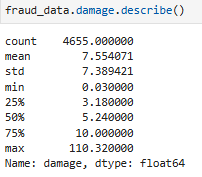 fraud_data.damage.describe()
count    4655.000000
mean        7.554071
std         7.389421
min         0.030000
25%         3.180000
50%         5.240000
75%        10.000000
max       110.320000
Name: damage, dtype: float64